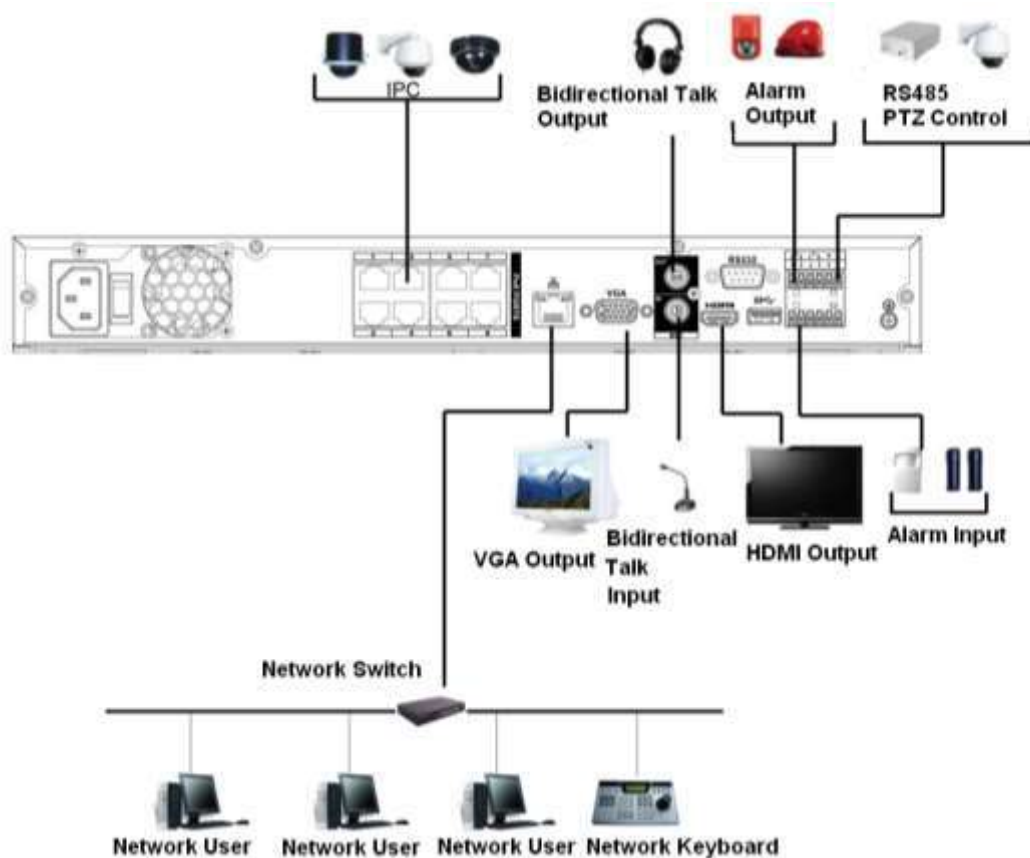 IPC
Bidirectional Talk
Output
Alarm
Output
RS485
PTZ Control
RS232
VGA
HDMI
VGA Output
Bidirectional
Talk
Input
HDMI Output
Alarm Input
Network Switch
Network User
Network User
Network User
Network Keyboard